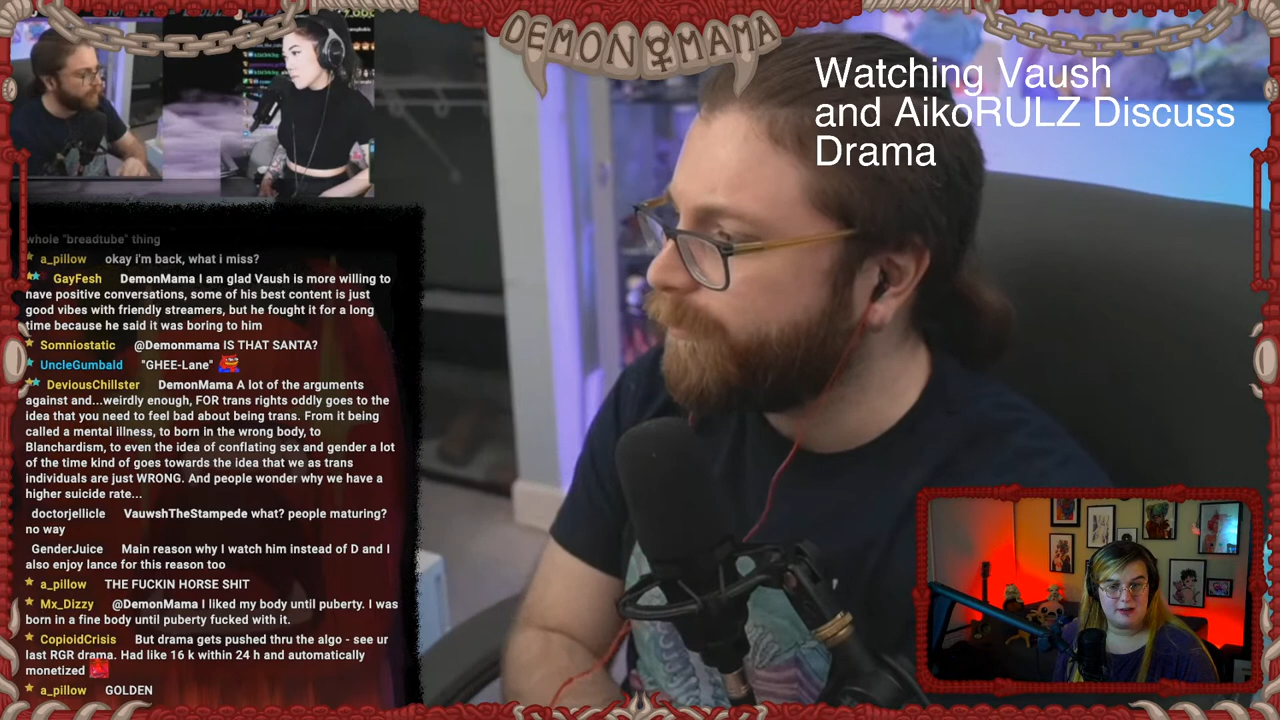 DEMON MAMA
Watching Vaush
and AikoRULZ Discuss
Drama
whole "breadtube" thing
a_pillow okay i'm back, what i miss?
GayFesh DemonMama I am glad Vaush is more willing to
have positive conversations, some of his best content is just
good vibes with friendly streamers, but he fought it for a long
time because he said it was boring to him
Somniostatic @Demonmama IS THAT SANTA?
UncleGumbald "GHEE-Lane"
DeviousChillster DemonMama A lot of the arguments
against and...weirdly enough, FOR trans rights oddly goes to the
idea that you need to feel bad about being trans. From it being
called a mental illness, to born in the wrong body, to
Blanchardism, to even the idea of conflating sex and gender a lot
of the time kind of goes towards the idea that we as trans
individuals are just WRONG. And people wonder why we have a
higher suicide rate...
doctorjellicle VauwshTheStampede what? people maturing?
no way
GenderJuice Main reason why I watch him instead of D and I
also enjoy lance for this reason too
a_pillow THE FUCKIN HORSE SHIT
Mx_Dizzy @DemonMama I liked my body until puberty. I was
born in a fine body until puberty fucked with it.
CopioidCrisis But drama gets pushed thru the algo - see ur
last RGR drama. Had like 16 k within 24 h and automatically
monetized
a_pillow GOLDEN